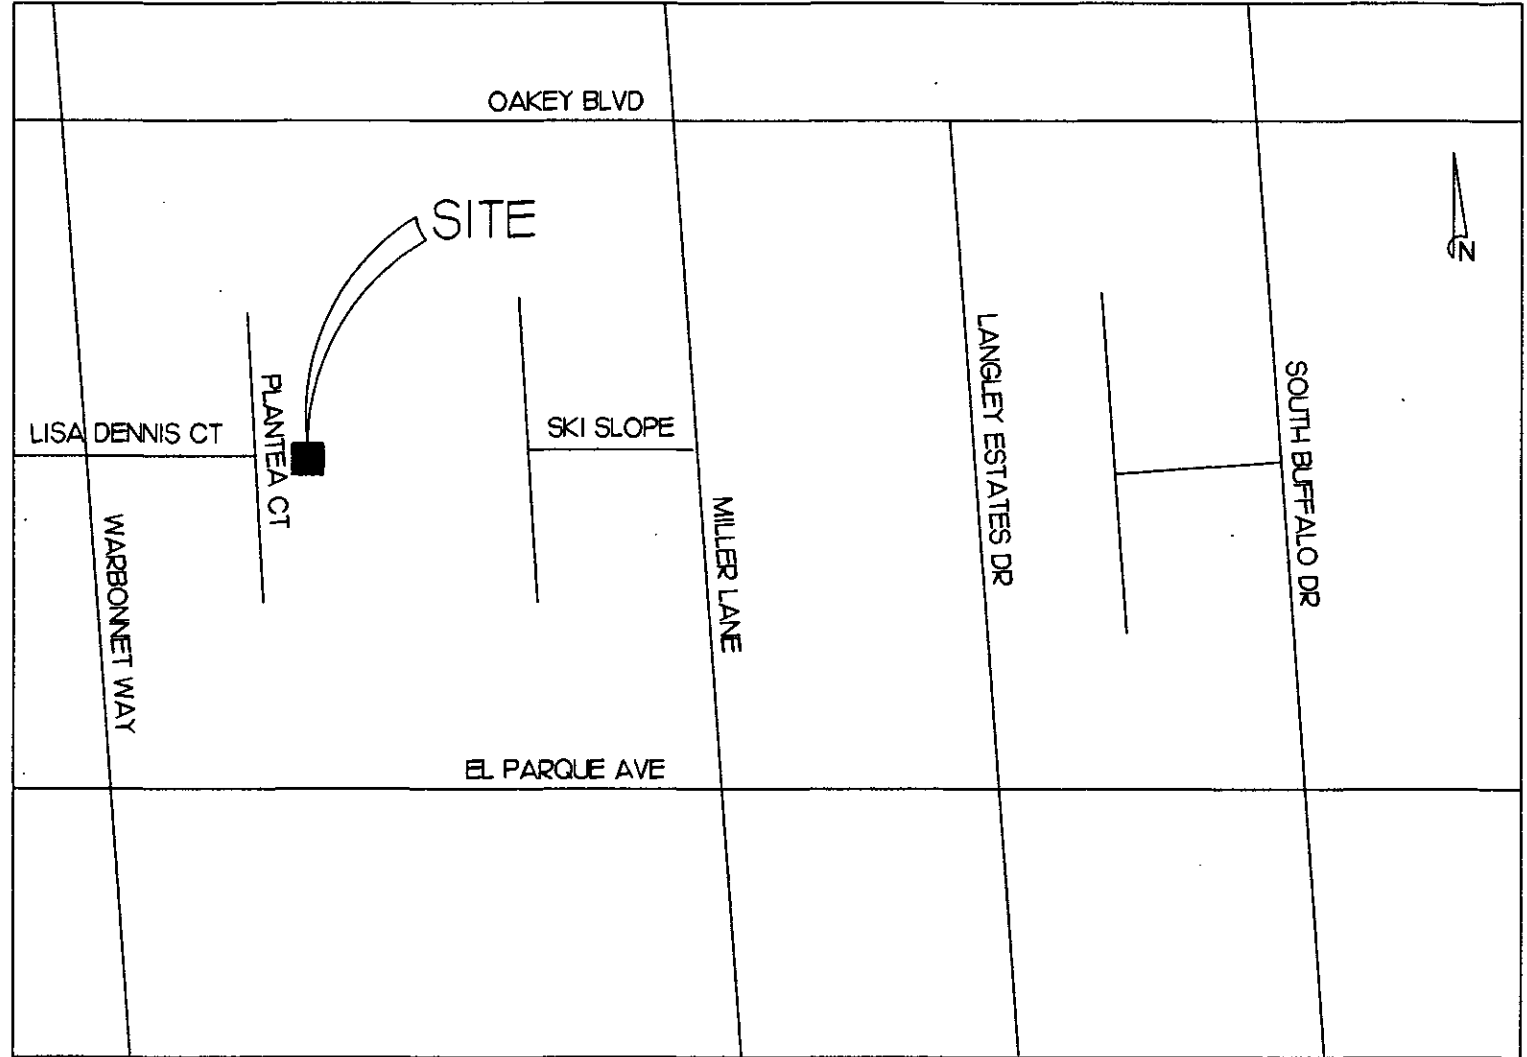 OAKEY BLVD
SITE
N
LANGLEY ESTATES DR
SOUTH BUFFALO DR
PLANTEA CT
LISA DENNIS CT
SKI SLOPE
MILLER LANE
WARBONNET WAY
EL PARQUE AVE